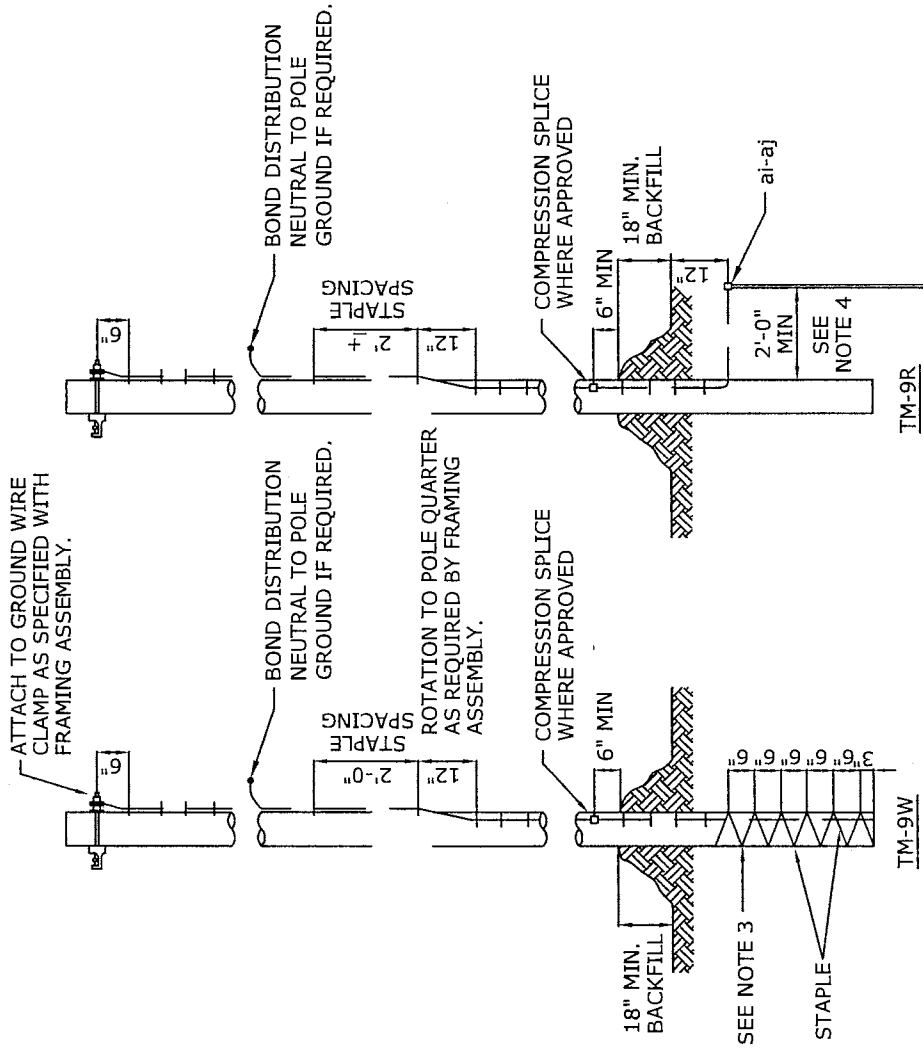 ATTACH TO GROUND WIRE
CLAMP AS SPECIFIED WITH
FRAMING ASSEMBLY.
6"
BOND DISTRIBUTION
NEUTRAL TO POLE
GROUND IF REQUIRED.
2'-0"
STAPLE
SPACING
12"
ROTATION TO POLE QUARTER
AS REQUIRED BY FRAMING
ASSEMBLY.
COMPRESSION SPLICE
WHERE APPROVED
6" MIN
18" MIN.
BACKFILL
SEE NOTE 3
STAPLE
6"
6"
6"
6"
6"
3"
TM-9W
6"
BOND DISTRIBUTION
NEUTRAL TO POLE
GROUND IF REQUIRED.
2' ±
STAPLE
SPACING
12"
COMPRESSION SPLICE
WHERE APPROVED
6" MIN
18" MIN.
BACKFILL
12"
ai-aj
2'-0"
MIN
SEE
NOTE 4
TM-9R